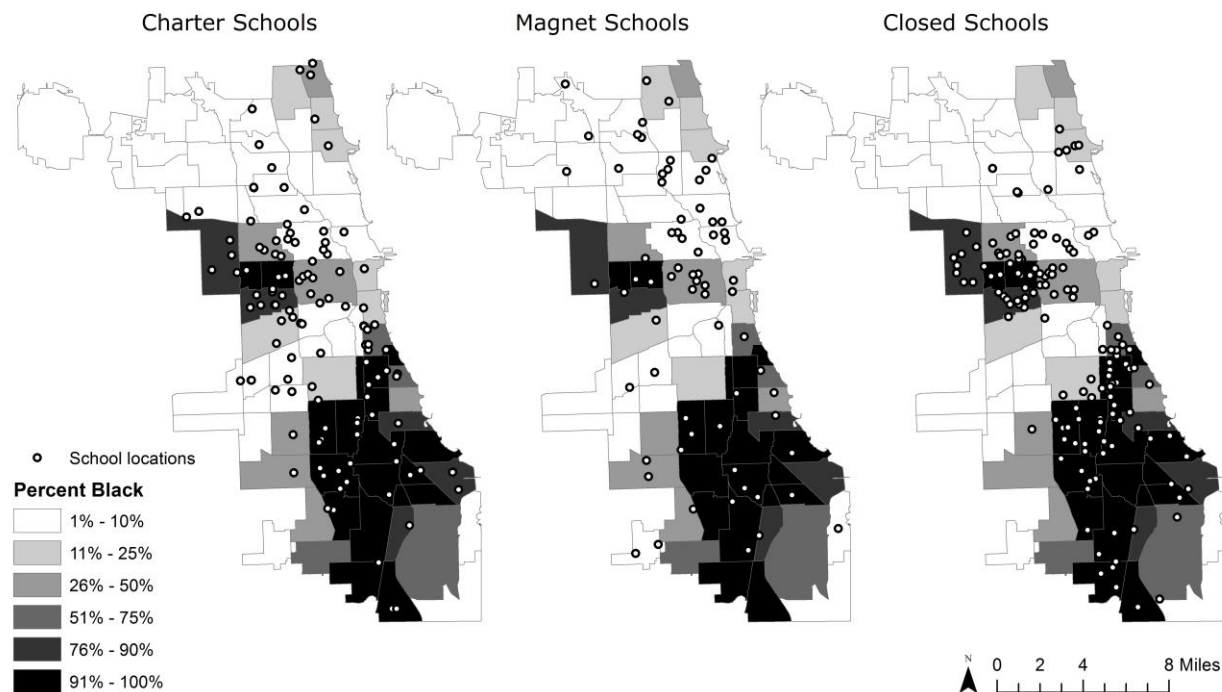 Charter Schools
Magnet Schools
Closed Schools
School locations
Percent Black
1% - 10%
11% - 25%
26% - 50%
51% - 75%
76% - 90%
91% - 100%
N
0 2 4 8 Miles